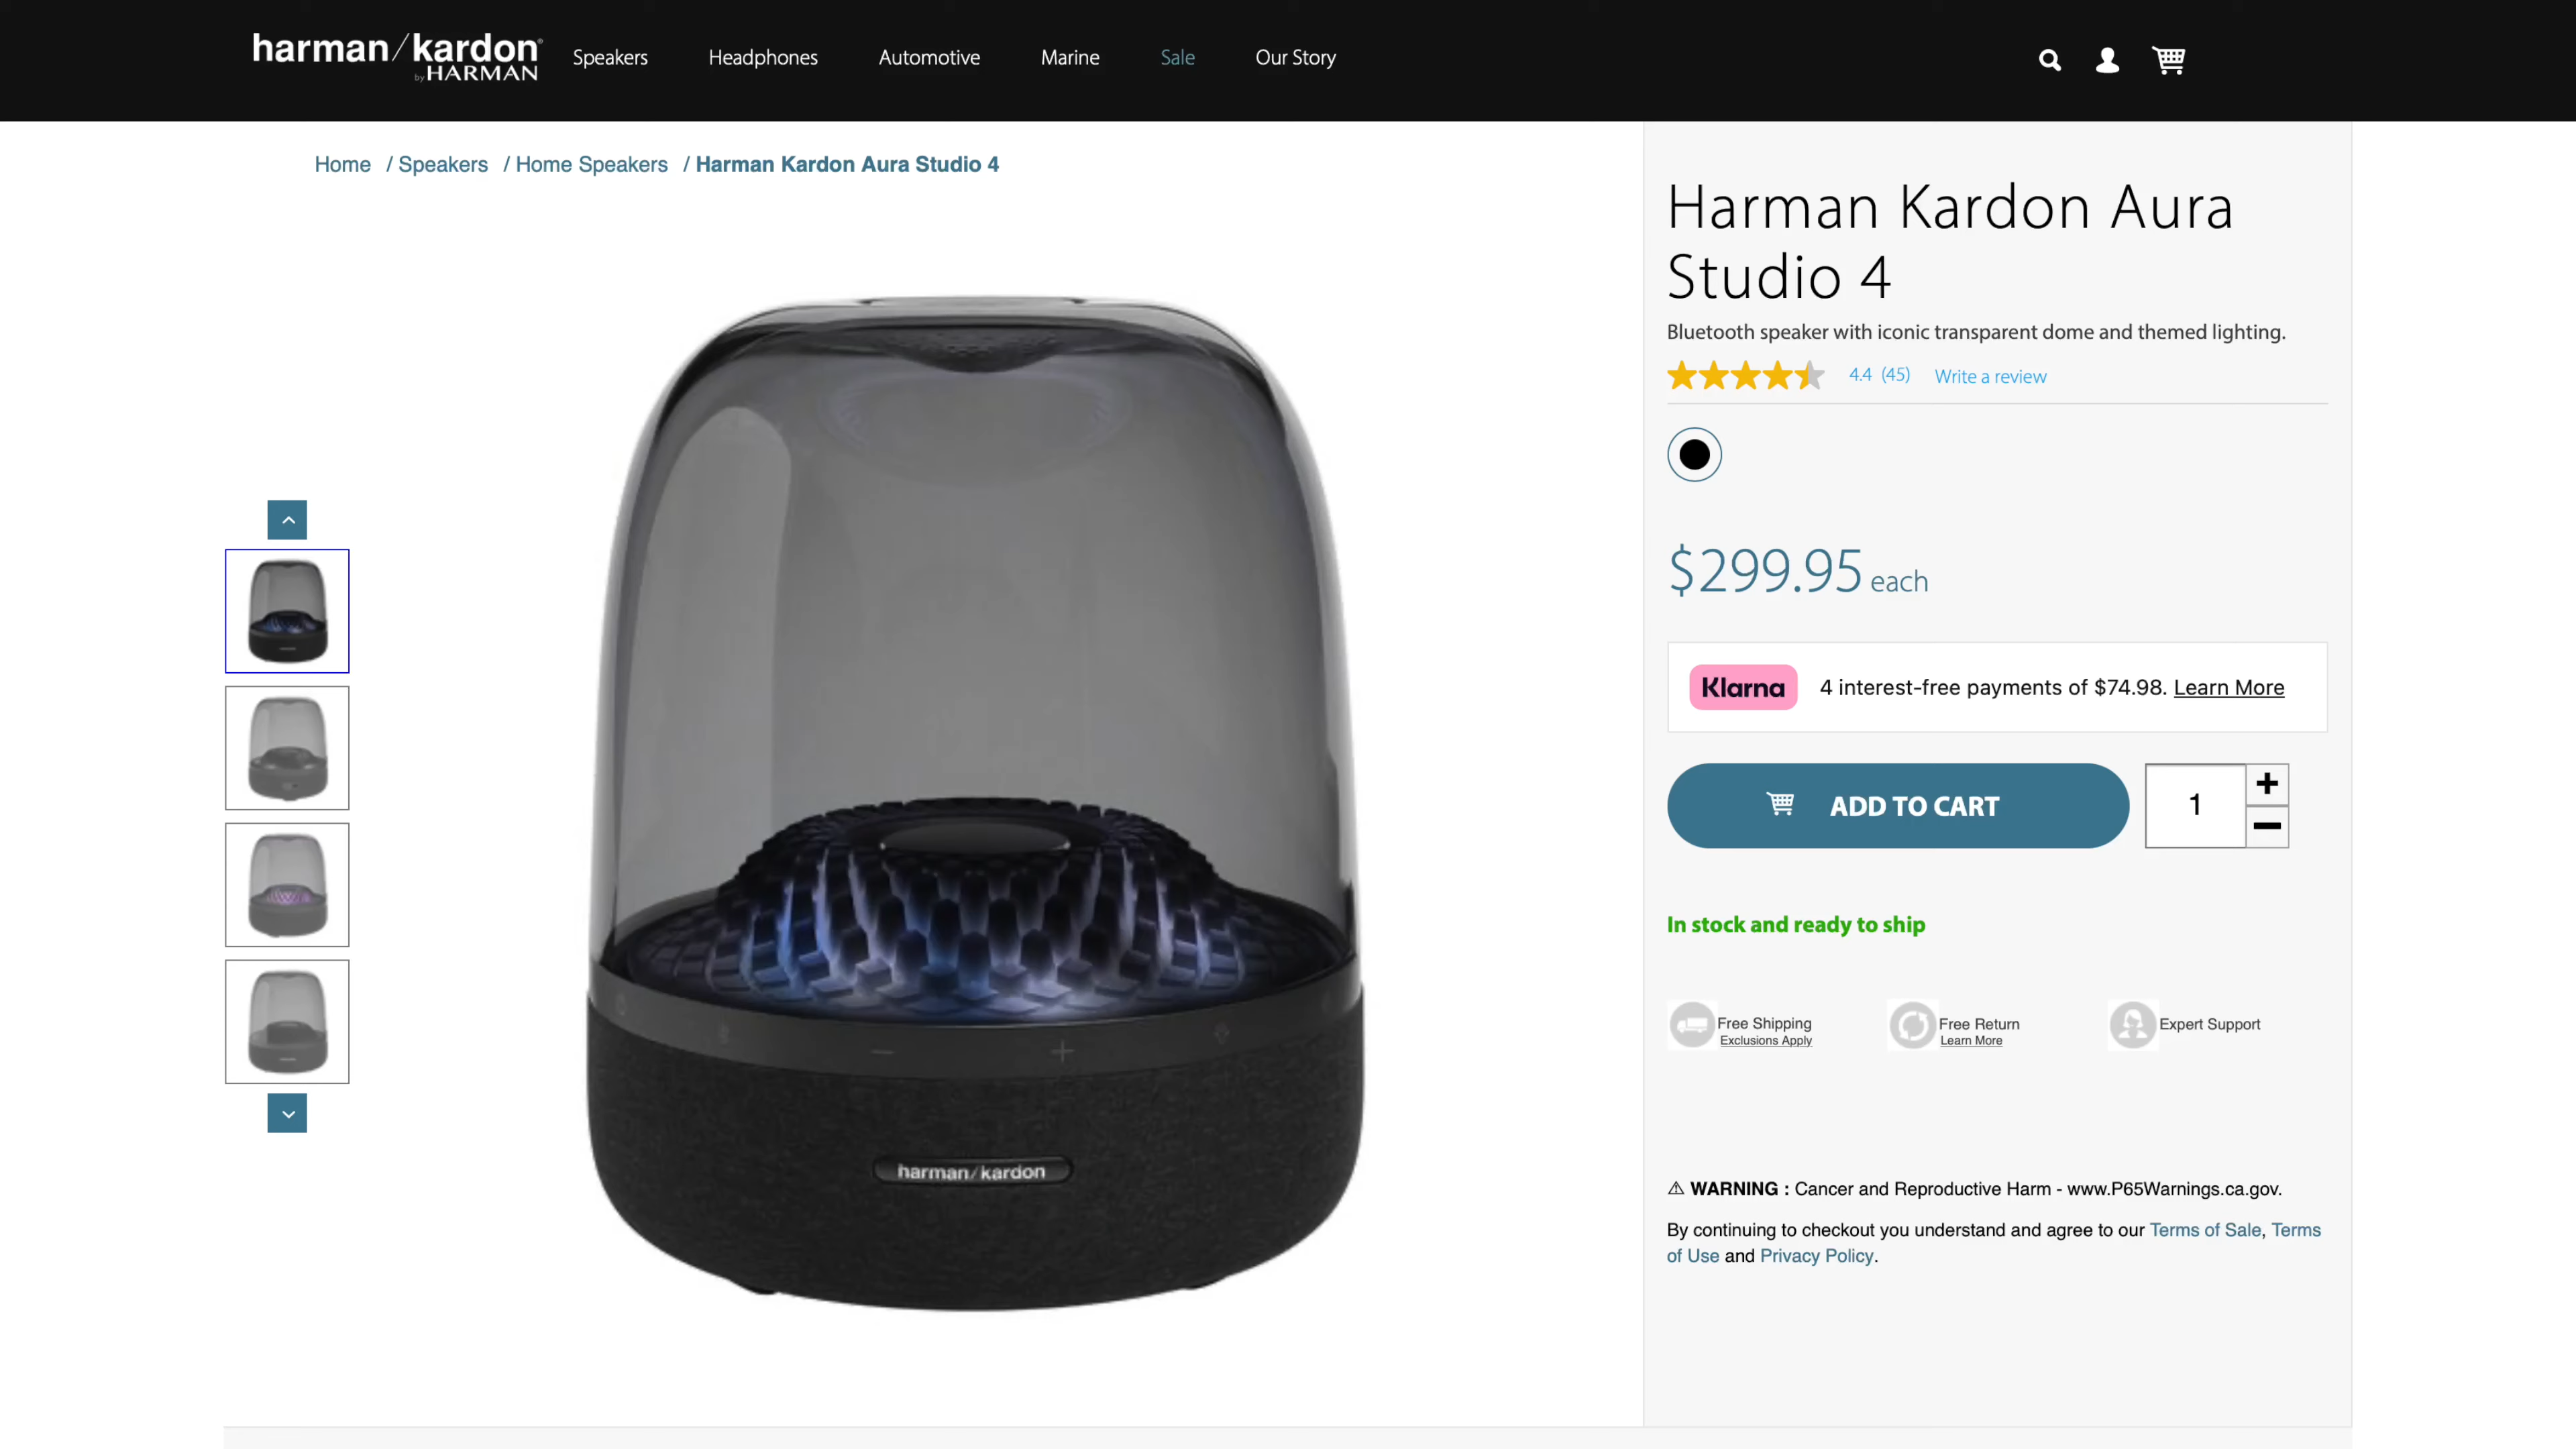 harman/kardon®
by HARMAN
Speakers
Headphones
Automotive
Marine
Sale
Our Story
Home / Speakers / Home Speakers / Harman Kardon Aura Studio 4
Harman Kardon Aura
Studio 4
Bluetooth speaker with iconic transparent dome and themed lighting.
4.4 (45) Write a review
$299.95 each
Klarna 4 interest-free payments of $74.98. Learn More
ADD TO CART
1
+
−
In stock and ready to ship
Free Shipping
Exclusions Apply
Free Return
Learn More
Expert Support
harman/kardon
⚠ WARNING : Cancer and Reproductive Harm - www.P65Warnings.ca.gov.
By continuing to checkout you understand and agree to our Terms of Sale, Terms
of Use and Privacy Policy.